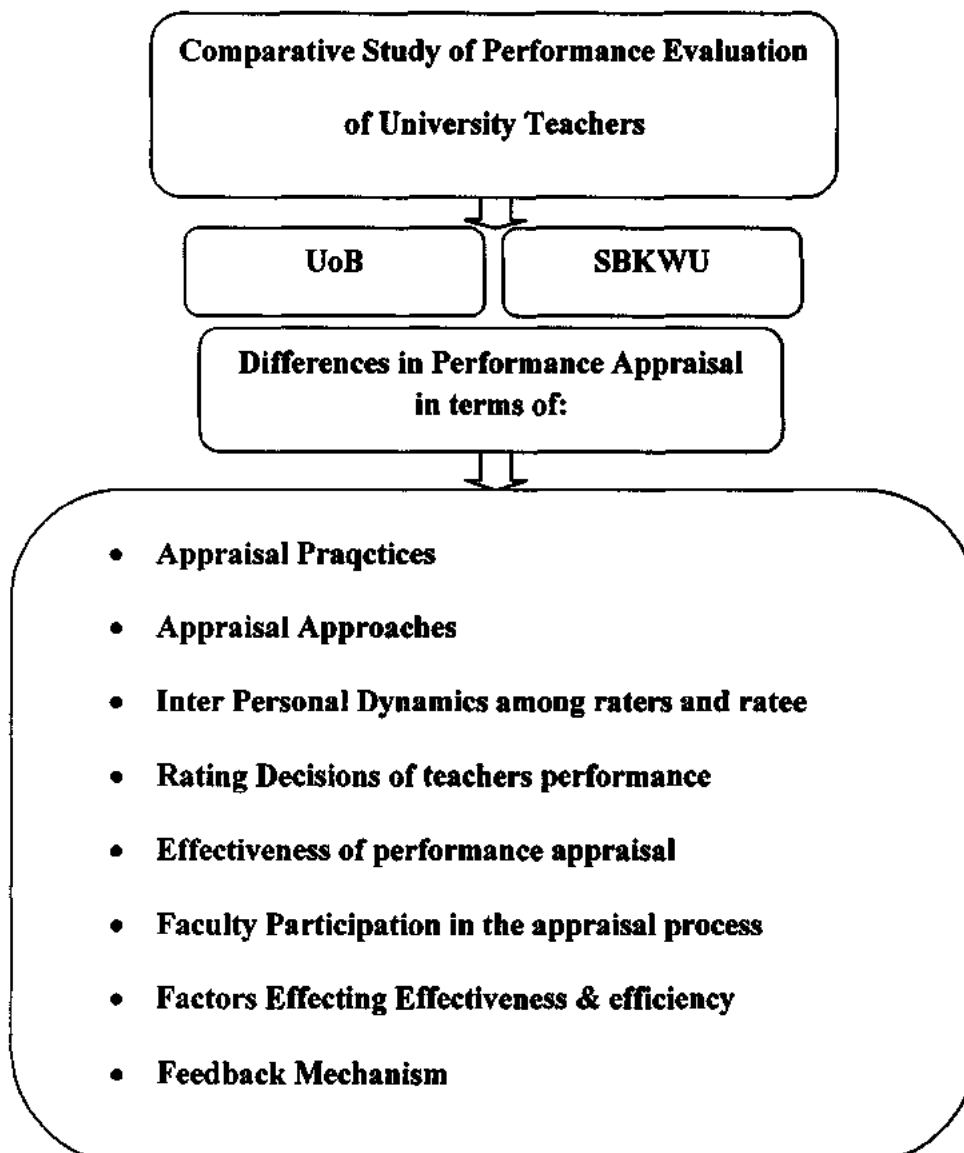 Comparative Study of Performance Evaluation
of University Teachers
UoB
SBKWU
Differences in Performance Appraisal
in terms of:
• Appraisal Praqctices
• Appraisal Approaches
• Inter Personal Dynamics among raters and ratee
• Rating Decisions of teachers performance
• Effectiveness of performance appraisal
• Faculty Participation in the appraisal process
• Factors Effecting Effectiveness & efficiency
• Feedback Mechanism